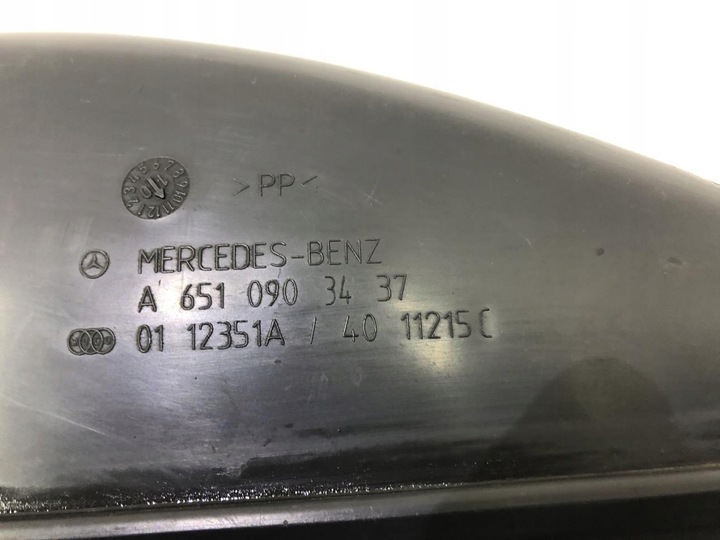 >PP<
MERCEDES-BENZ
A 651 090 34 37
01 12351A / 40 11215C